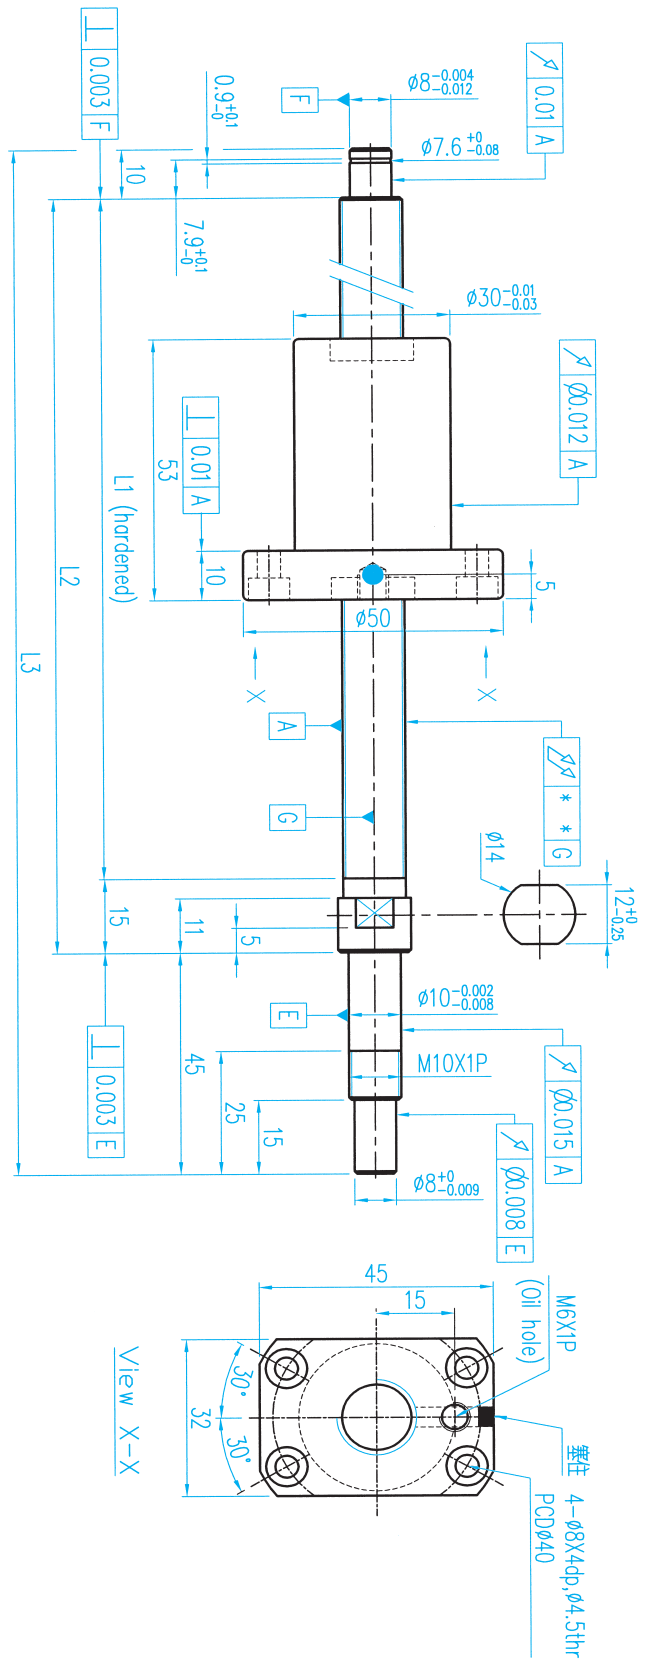 ⊥ 0.003 F
0.9+0.1 -0
F
ø8-0.004 -0.012
↗ 0.01 A
ø7.6 +0 -0.08
10
7.9+0.1 -0
ø30-0.01 -0.03
↗ Ø0.012 A
⊥ 0.01 A
53
L1 (hardened)
L2
L3
10
5
ø50
X
X
A
G
* * G
ø14
12+0 -0.25
15
11
5
ø10-0.002 -0.008
E
M10X1P
45
25
15
⊥ 0.003 E
↗ Ø0.015 A
↗ Ø0.008 E
ø8+0 -0.009
45
15
M6X1P
(Oil hole)
30°
32
30°
View X-X
塞住
4-ø8X4dp,ø4.5thr
PCDø40